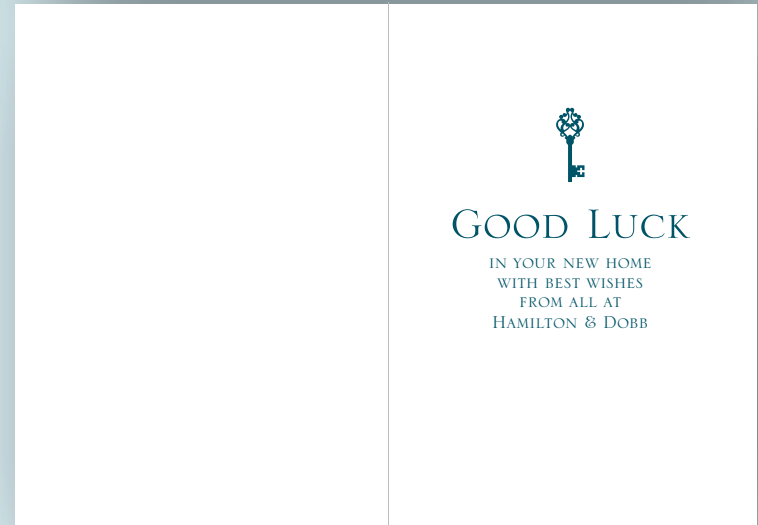 GOOD LUCK
IN YOUR NEW HOME
WITH BEST WISHES
FROM ALL AT
HAMILTON & DOBB